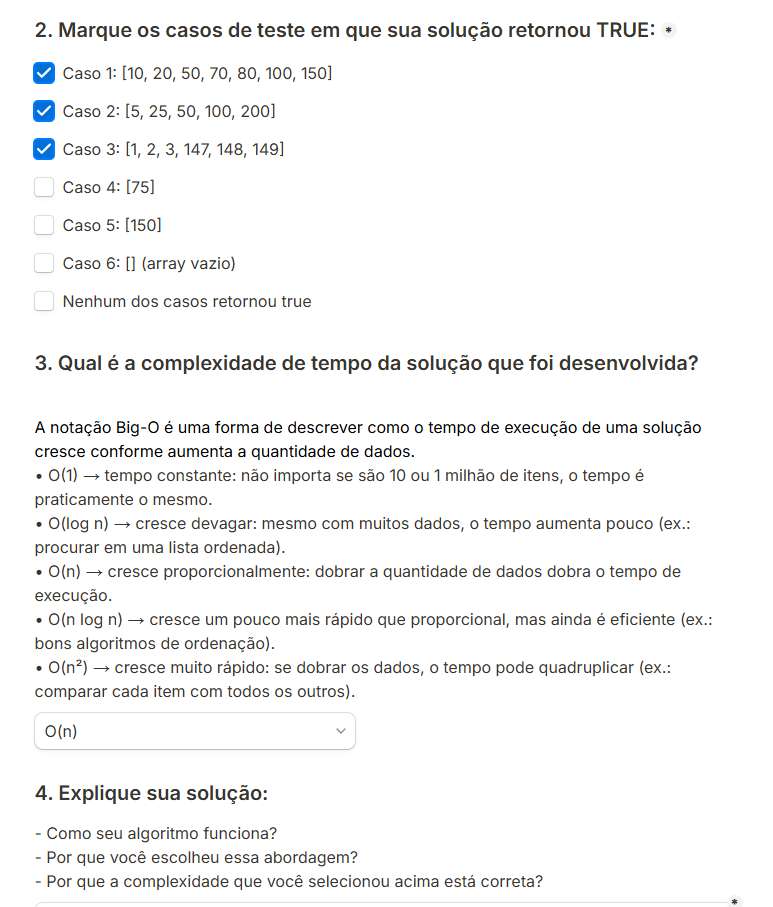 2. Marque os casos de teste em que sua solução retornou TRUE: *
Caso 1: [10, 20, 50, 70, 80, 100, 150]
Caso 2: [5, 25, 50, 100, 200]
Caso 3: [1, 2, 3, 147, 148, 149]
Caso 4: [75]
Caso 5: [150]
Caso 6: [] (array vazio)
Nenhum dos casos retornou true
3. Qual é a complexidade de tempo da solução que foi desenvolvida?
A notação Big-O é uma forma de descrever como o tempo de execução de uma solução
cresce conforme aumenta a quantidade de dados.
• O(1) → tempo constante: não importa se são 10 ou 1 milhão de itens, o tempo é
praticamente o mesmo.
• O(log n) → cresce devagar: mesmo com muitos dados, o tempo aumenta pouco (ex.:
procurar em uma lista ordenada).
• O(n) → cresce proporcionalmente: dobrar a quantidade de dados dobra o tempo de
execução.
• O(n log n) → cresce um pouco mais rápido que proporcional, mas ainda é eficiente (ex.:
bons algoritmos de ordenação).
• O(n²) → cresce muito rápido: se dobrar os dados, o tempo pode quadruplicar (ex.:
comparar cada item com todos os outros).
O(n)
4. Explique sua solução:
- Como seu algoritmo funciona?
- Por que você escolheu essa abordagem?
- Por que a complexidade que você selecionou acima está correta?
*